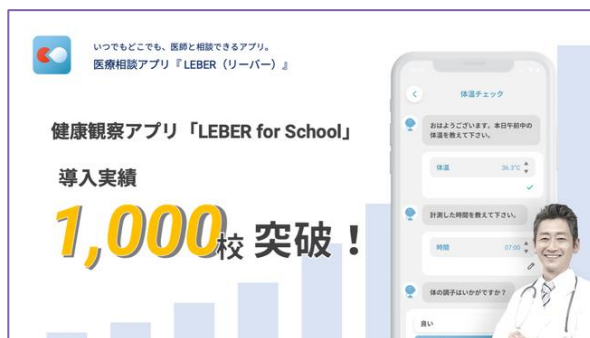 いつでもどこでも、医師と相談できるアプリ。
医療相談アプリ『LEBER（リーバー）』
健康観察アプリ「LEBER for School」
導入実績
1,000校 突破！
体温チェック
おはようございます。本日午前中の
体温を教えて下さい。
体温 36.3℃
計測した時間を教えて下さい。
時間 07:00
体の調子はいかがですか？
良い